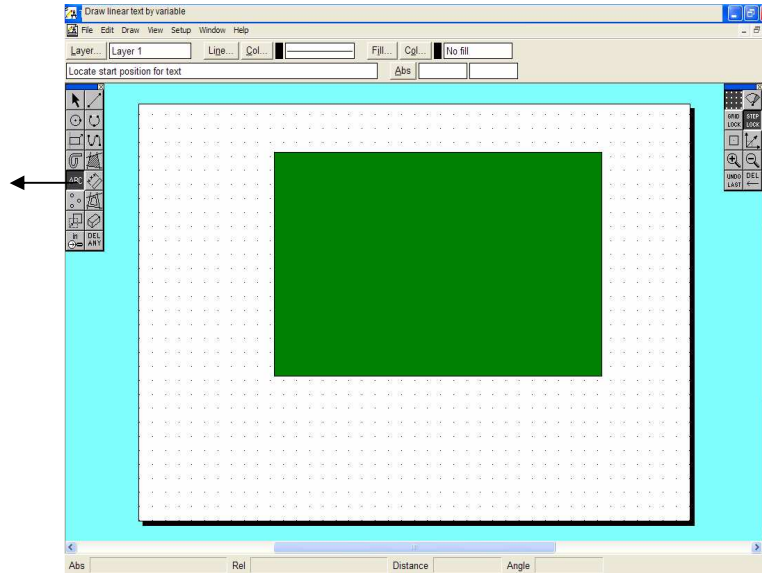 Draw linear text by variable
File Edit Draw View Setup Window Help
Layer... Layer 1 Line... Col... Fill... Col... No fill
Locate start position for text Abs
GRID LOCK STEP LOCK
ABC
UNDO LAST DEL
in DEL ANY
Abs Rel Distance Angle